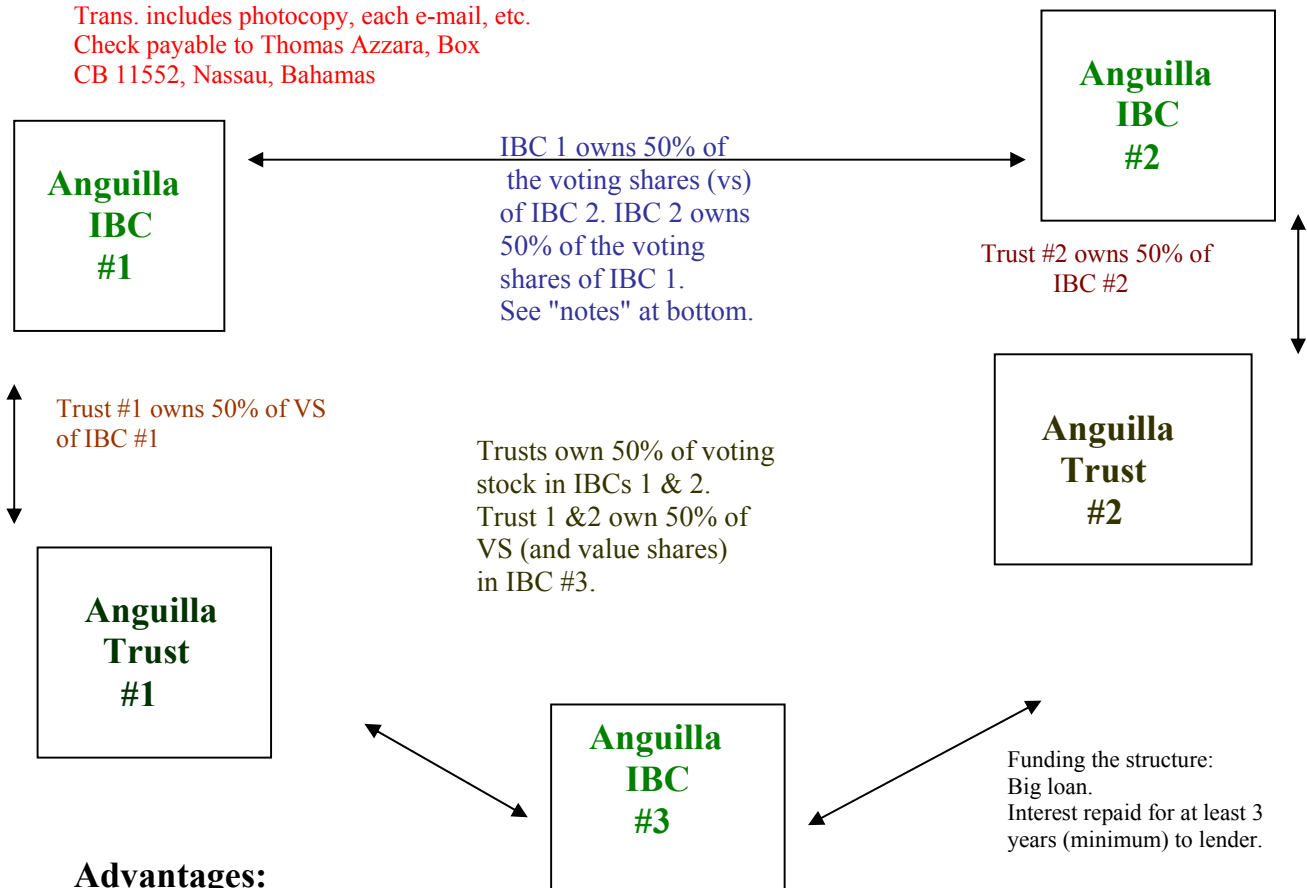 Trans. includes photocopy, each e-mail, etc.
Check payable to Thomas Azzara, Box
CB 11552, Nassau, Bahamas
Anguilla
IBC
#2
Anguilla
IBC
#1
IBC 1 owns 50% of
the voting shares (vs)
of IBC 2. IBC 2 owns
50% of the voting
shares of IBC 1.
See "notes" at bottom.
Trust #2 owns 50% of
IBC #2
Trust #1 owns 50% of VS
of IBC #1
Trusts own 50% of voting
stock in IBCs 1 & 2.
Trust 1 &2 own 50% of
VS (and value shares)
in IBC #3.
Anguilla
Trust
#2
Anguilla
Trust
#1
Anguilla
IBC
#3
Funding the structure:
Big loan.
Interest repaid for at least 3
years (minimum) to lender.
Advantages: